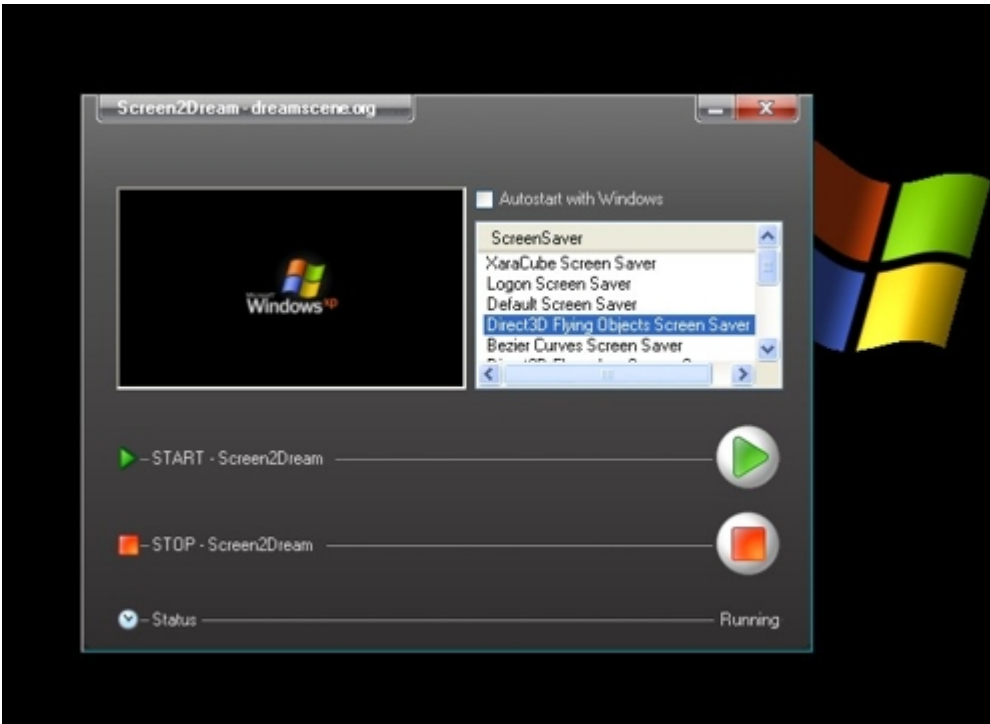 Screen2Dream - dreamscene.org
Autostart with Windows
ScreenSaver
XaraCube Screen Saver
Logon Screen Saver
Default Screen Saver
Direct3D Flying Objects Screen Saver
Bezier Curves Screen Saver
Windows xp
START - Screen2Dream
STOP - Screen2Dream
Status
Running